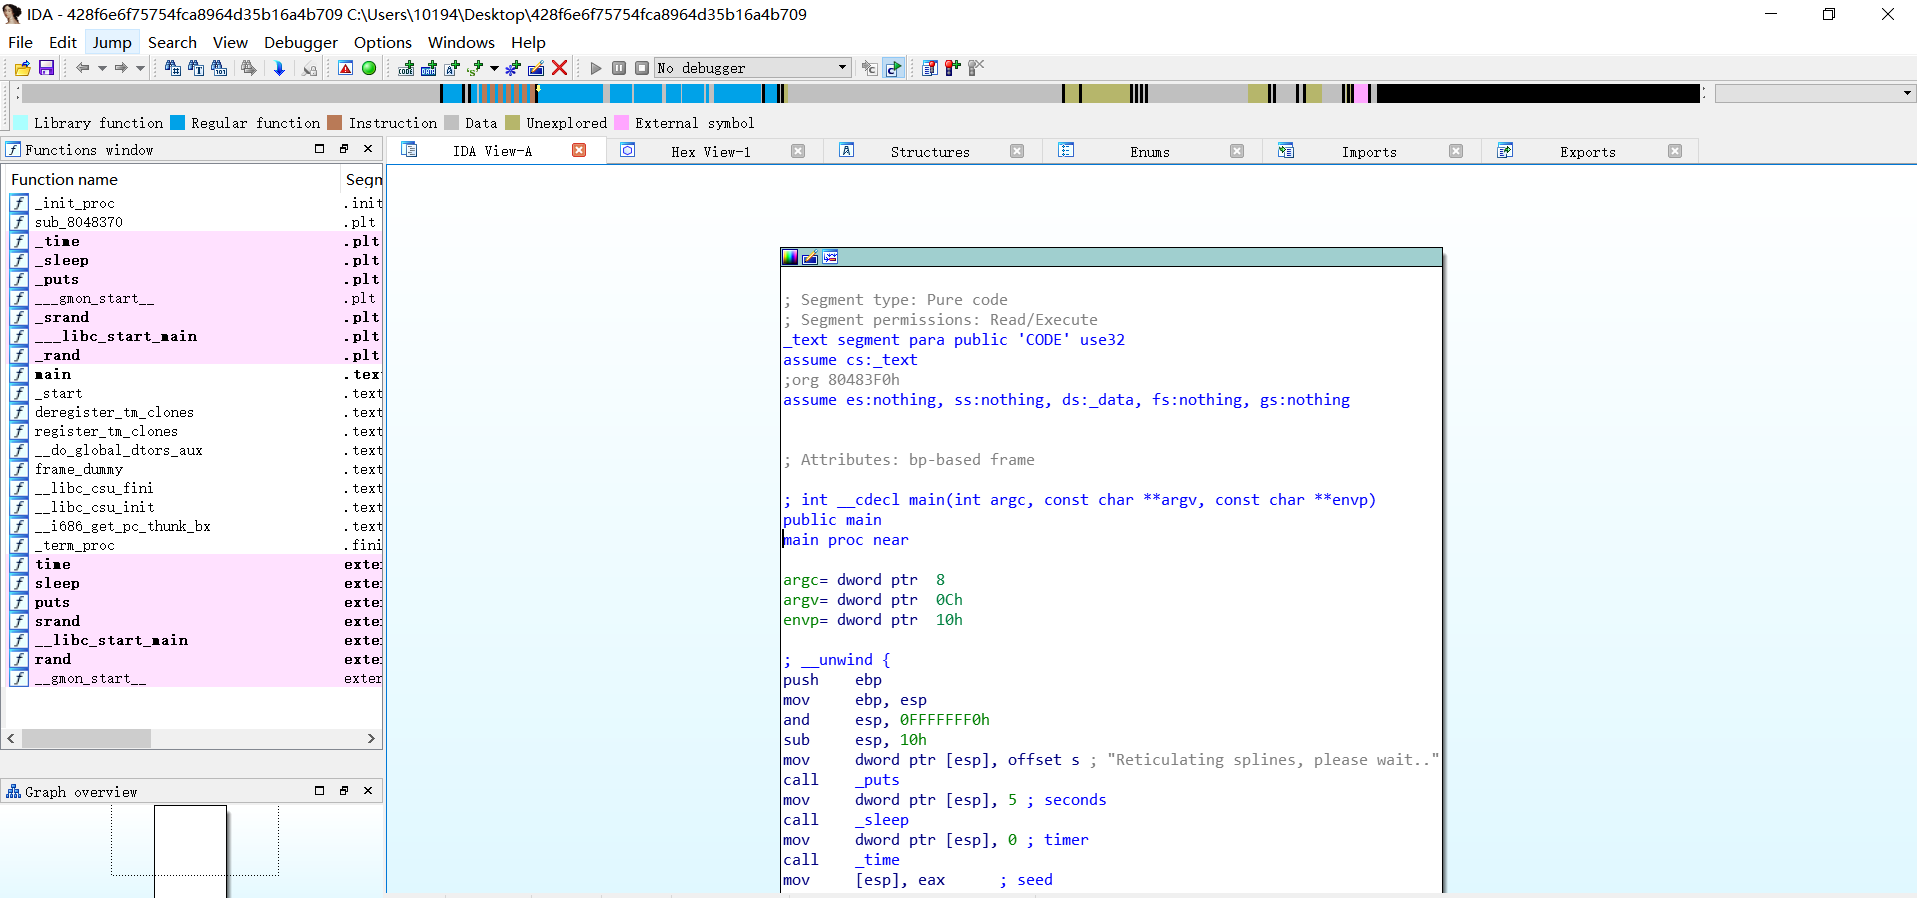 IDA - 428f6e6f75754fca8964d35b16a4b709 C:\Users\10194\Desktop\428f6e6f75754fca8964d35b16a4b709
File Edit Jump Search View Debugger Options Windows Help
No debugger
Library function Regular function Instruction Data Unexplored External symbol
Functions window
IDA View-A Hex View-1 Structures Enums Imports Exports
Function name Segn
_init_proc .init
sub_8048370 .plt
_time .plt
_sleep .plt
_puts .plt
___gmon_start__ .plt
_srand .plt
___libc_start_main .plt
_rand .plt
main .text
_start .text
deregister_tm_clones .text
register_tm_clones .text
__do_global_dtors_aux .text
frame_dummy .text
__libc_csu_fini .text
__libc_csu_init .text
__i686_get_pc_thunk_bx .text
_term_proc .fini
time exte
sleep exte
puts exte
srand exte
__libc_start_main exte
rand exte
__gmon_start__ exter
Graph overview
; Segment type: Pure code
; Segment permissions: Read/Execute
_text segment para public 'CODE' use32
assume cs:_text
;org 80483F0h
assume es:nothing, ss:nothing, ds:_data, fs:nothing, gs:nothing
; Attributes: bp-based frame
; int __cdecl main(int argc, const char **argv, const char **envp)
public main
main proc near
argc= dword ptr 8
argv= dword ptr 0Ch
envp= dword ptr 10h
; __unwind {
push ebp
mov ebp, esp
and esp, 0FFFFFFF0h
sub esp, 10h
mov dword ptr [esp], offset s ; "Reticulating splines, please wait.."
call _puts
mov dword ptr [esp], 5 ; seconds
call _sleep
mov dword ptr [esp], 0 ; timer
call _time
mov [esp], eax ; seed